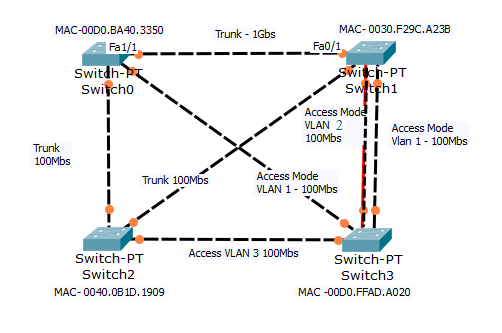 MAC-00D0.BA40.3350
MAC- 0030.F29C.A23B
Trunk - 1Gbs
Fa1/1
Fa0/1
Switch-PT
Switch0
Switch-PT
Switch1
Access Mode
VLAN 2
100Mbs
Access Mode
Vlan 1 - 100Mbs
Trunk
100Mbs
Trunk 100Mbs
Access Mode
VLAN 1 - 100Mbs
Access VLAN 3 100Mbs
Switch-PT
Switch2
Switch-PT
Switch3
MAC- 0040.0B1D.1909
MAC -00D0.FFAD.A020